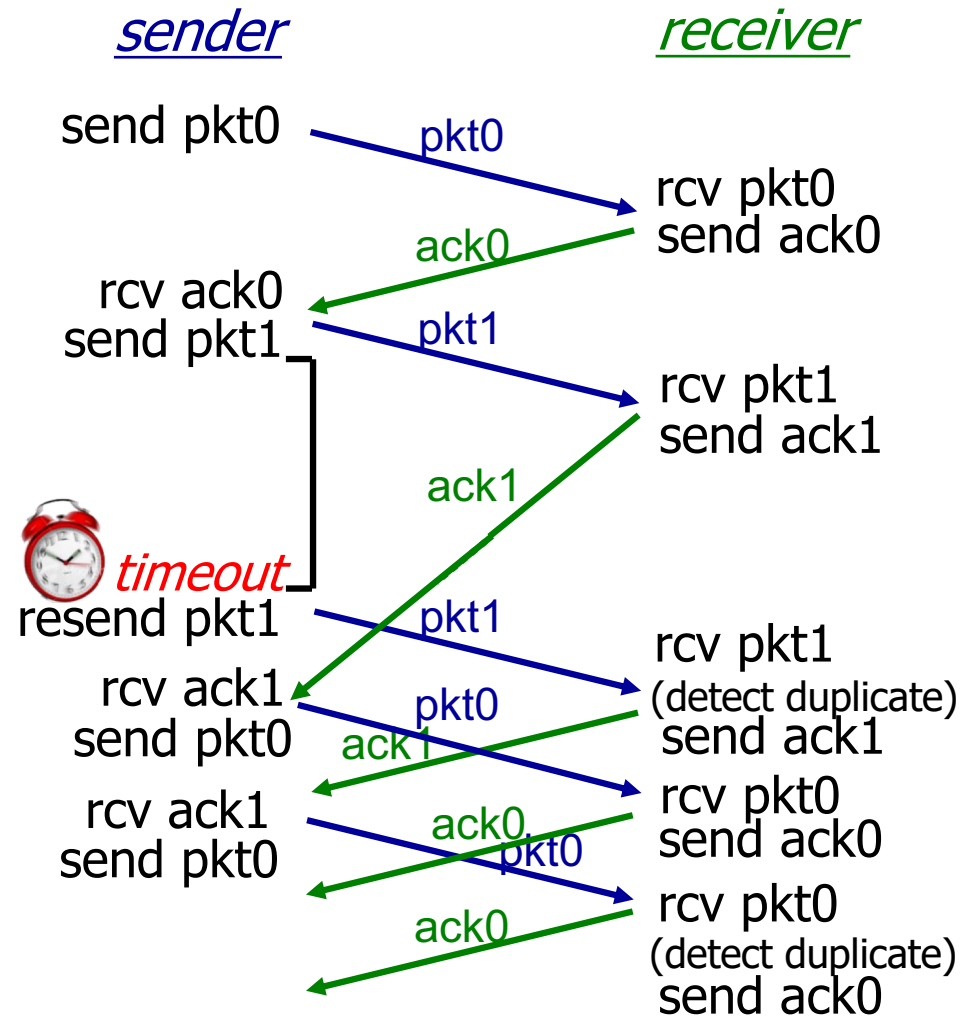 sender
receiver
send pkt0
pkt0
rcv pkt0
send ack0
ack0
rcv ack0
send pkt1
pkt1
rcv pkt1
send ack1
ack1
timeout
resend pkt1
pkt1
rcv pkt1
(detect duplicate)
send ack1
rcv ack1
send pkt0
pkt0
ack1
rcv pkt0
send ack0
rcv ack1
send pkt0
ack0
pkt0
rcv pkt0
(detect duplicate)
send ack0
ack0